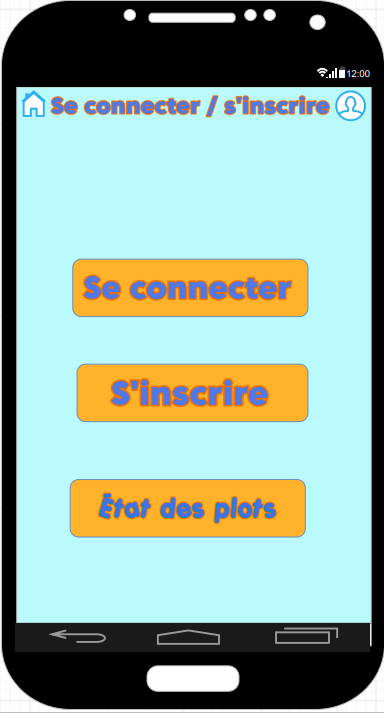 12:00
Se connecter / s'inscrire
Se connecter
S'inscrire
État des plots